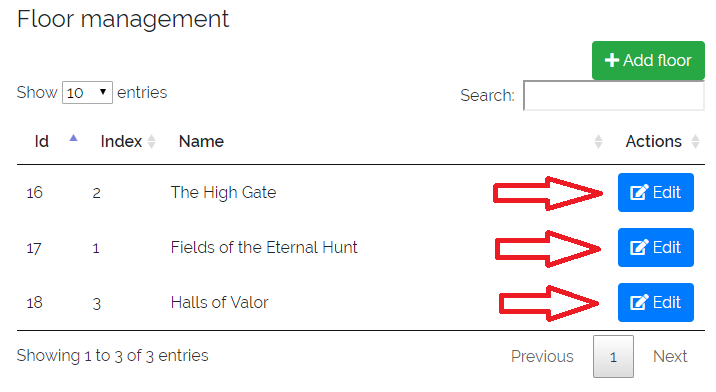 Floor management
Add floor
Show 10 entries Search:
Id Index Name Actions
16 2 The High Gate Edit
17 1 Fields of the Eternal Hunt Edit
18 3 Halls of Valor Edit
Showing 1 to 3 of 3 entries Previous 1 Next